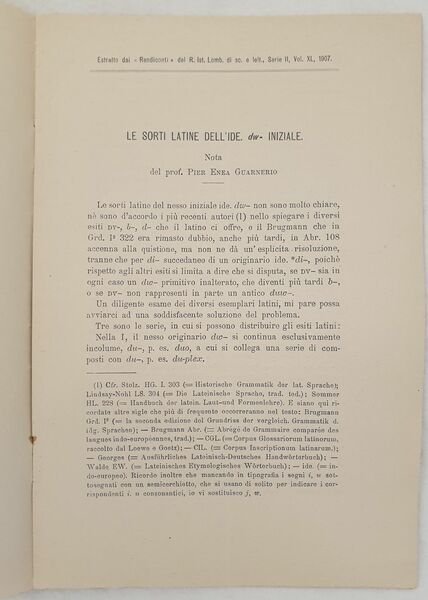 Estratto dai « Rendiconti » del R. Ist. Lomb. di sc. e lett., Serie II, Vol. XL, 1907.
LE SORTI LATINE DELL'IDE. dw- INIZIALE.
Nota
del prof. PIER ENEA GUARNERIO
Le sorti latine del nesso iniziale ide. dw- non sono molto chiare,
nè sono d'accordo i più recenti autori (1) nello spiegare i diversi
esiti DV-, b-, d- che il latino ci offre, e il Brugmann che in
Grd. I² 322 era rimasto dubbio, anche più tardi, in Abr. 108
accenna alla quistione, ma non ne dà un' esplicita risoluzione,
tranne che per di- succedaneo di un originario ide. *di-, poichè
rispetto agli altri esiti si limita a dire che si disputa, se DV- sia in
ogni caso un dw- primitivo inalterato, che diventi più tardi b-,
o se DV- non rappresenti in parte un antico duw-.
Un diligente esame dei diversi esemplari latini, mi pare possa
avviarci ad una soddisfacente soluzione del problema.
Tre sono le serie, in cui si possono distribuire gli esiti latini:
Nella I, il nesso originario dw- si continua esclusivamente
incolume, du-, p. es. duo, a cui si collega una serie di com-
posti con du-, p. es. du-plex.
(1) Cfr. Stolz. HG. I. 303 (= Historische Grammatik der lat. Sprache);
Lindsay-Nohl LS. 304 (= Die Lateinische Sprache, trad. ted.); Sommer
HL. 228 (= Handbuch der latein. Laut-und Formenlehre). E siano qui ri-
cordate altre sigle che più di frequente occorreranno nel testo: Brugmann
Grd. I² (= la seconda edizione del Grundriss der vergleich. Grammatik d.
idg. Sprachen); — Brugmann Abr. (= Abrégé de Grammaire comparée des
langues indo-européennes, trad.); — CGL. (= Corpus Glossariorum latinorum,
raccolto dal Loewe e Goetz); — CIL. (= Corpus Inscriptionum latinarum.);
— Georges (= Ausführliches Lateinisch-Deutsches Handwörterbuch); —
Walde EW. (= Lateinisches Etymologisches Wörterbuch); — ide. (= in-
do-europeo). Ricordo inoltre che mancando in tipografia i segni i, u sot-
tosegnati con un semicerchietto, che si usano di solito per indicare i cor-
rispondenti i. u consonantici, io vi sostituisco j, w.